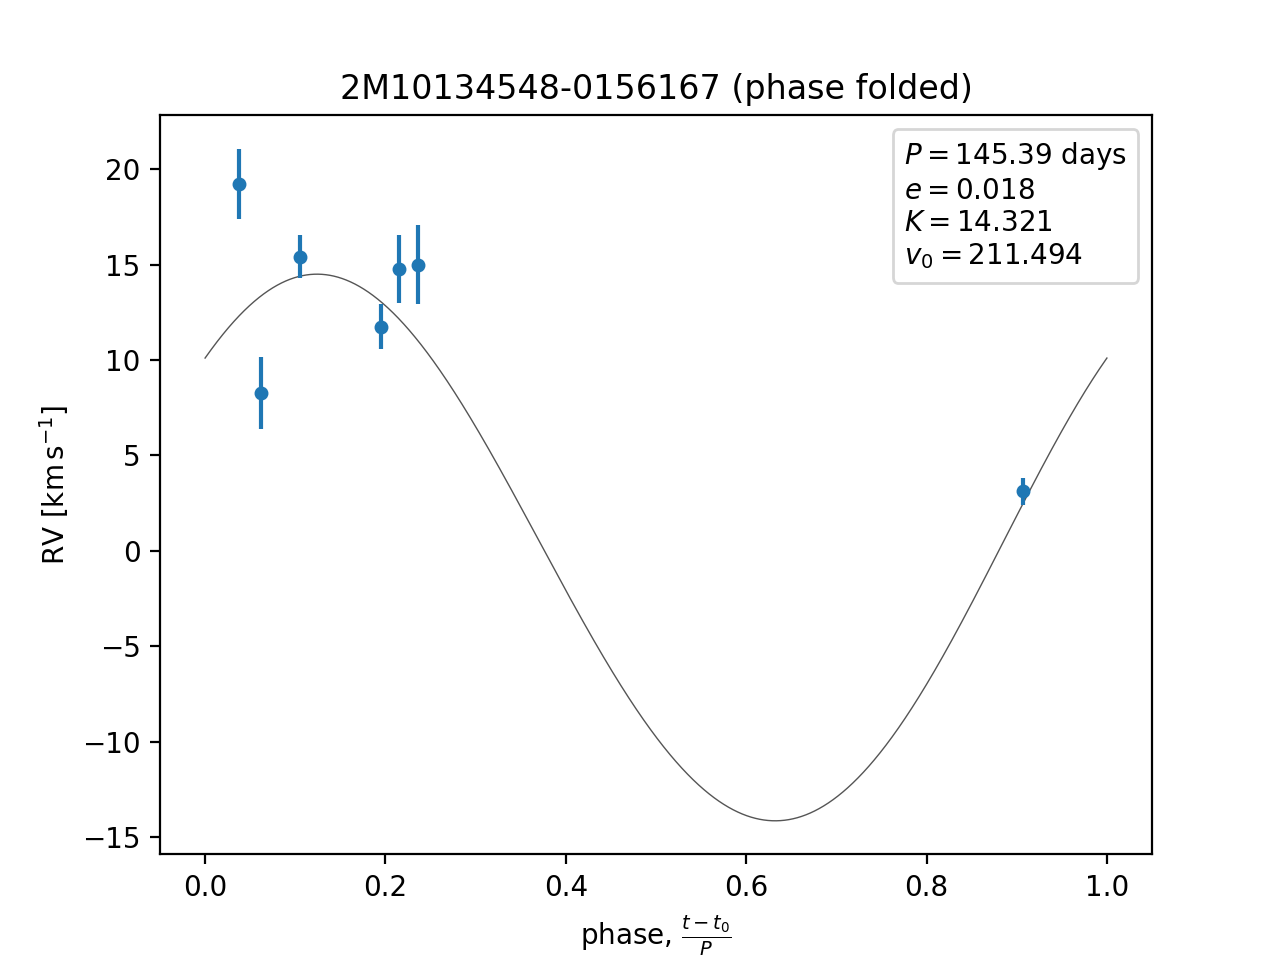 2M10134548-0156167 (phase folded)
P = 145.39 days
e = 0.018
K = 14.321
v₀ = 211.494
20
15
10
5
0
−5
−10
−15
RV [km s⁻¹]
0.0 0.2 0.4 0.6 0.8 1.0
phase, (t − t₀)/P